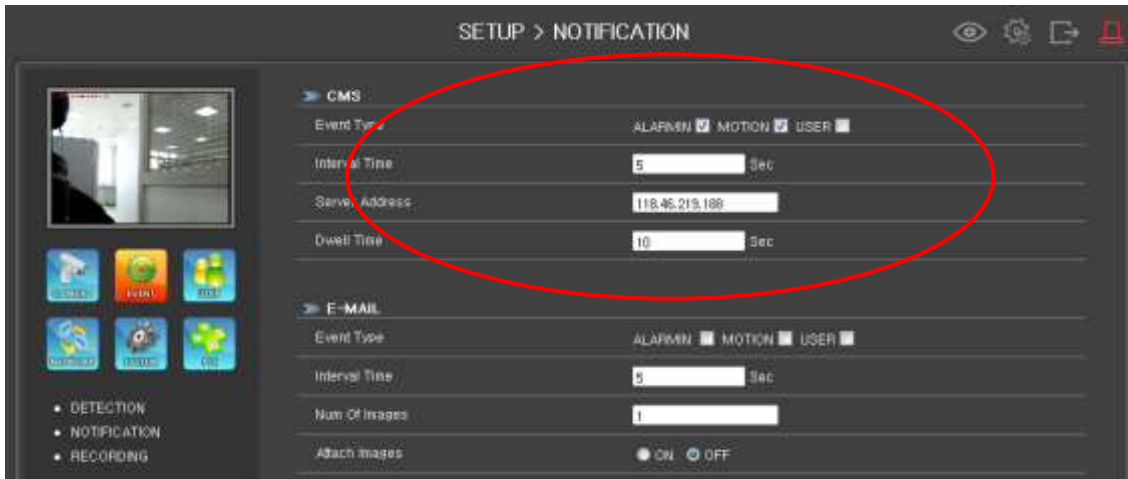 SETUP > NOTIFICATION
CMS
Event Type ALARMIN MOTION USER
Interval Time 5 Sec
Server Address 118.46.219.188
Dwell Time 10 Sec
E-MAIL
Event Type ALARMIN MOTION USER
Interval Time 5 Sec
Num Of Images 1
Attach Images ON OFF
EVENT
• DETECTION
• NOTIFICATION
• RECORDING